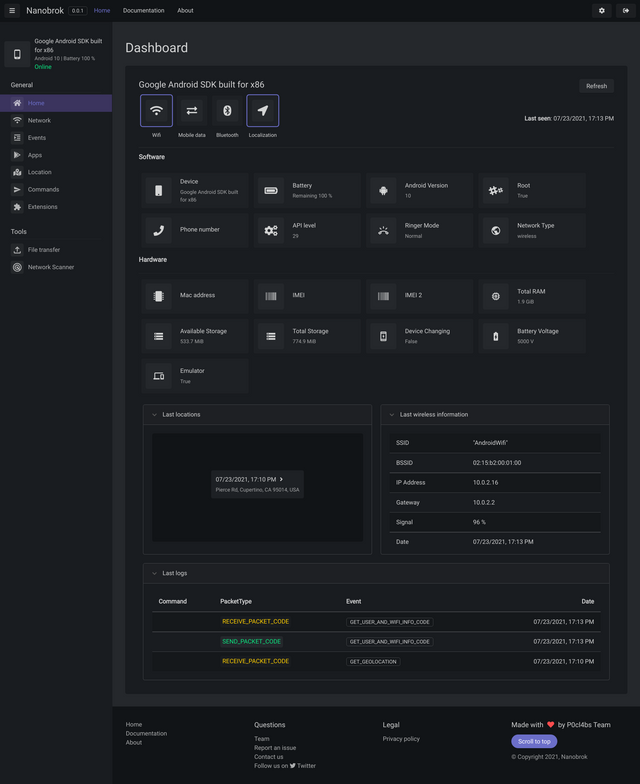 Nanobrok 0.0.1 Home Documentation About
Google Android SDK built
for x86
Android 10 | Battery 100 %
Online
General
Home
Network
Events
Apps
Location
Commands
Extensions
Tools
File transfer
Network Scanner
Dashboard
Google Android SDK built for x86
Refresh
Wifi Mobile data Bluetooth Localization
Last seen: 07/23/2021, 17:13 PM
Software
Device
Google Android SDK built
for x86
Battery
Remaining 100 %
Android Version
10
Root
True
Phone number
API level
29
Ringer Mode
Normal
Network Type
wireless
Hardware
Mac address
IMEI
IMEI 2
Total RAM
1.9 GiB
Available Storage
533.7 MiB
Total Storage
774.9 MiB
Device Changing
False
Battery Voltage
5000 V
Emulator
True
Last locations
07/23/2021, 17:10 PM
Pierce Rd, Cupertino, CA 95014, USA
Last wireless information
SSID "AndroidWifi"
BSSID 02:15:b2:00:01:00
IP Address 10.0.2.16
Gateway 10.0.2.2
Signal 96 %
Date 07/23/2021, 17:13 PM
Last logs
Command PacketType Event Date
RECEIVE_PACKET_CODE GET_USER_AND_WIFI_INFO_CODE 07/23/2021, 17:13 PM
SEND_PACKET_CODE GET_USER_AND_WIFI_INFO_CODE 07/23/2021, 17:13 PM
RECEIVE_PACKET_CODE GET_GEOLOCATION 07/23/2021, 17:10 PM
Home
Documentation
About
Questions
Team
Report an issue
Contact us
Follow us on Twitter
Legal
Privacy policy
Made with by P0cl4bs Team
Scroll to top
© Copyright 2021, Nanobrok